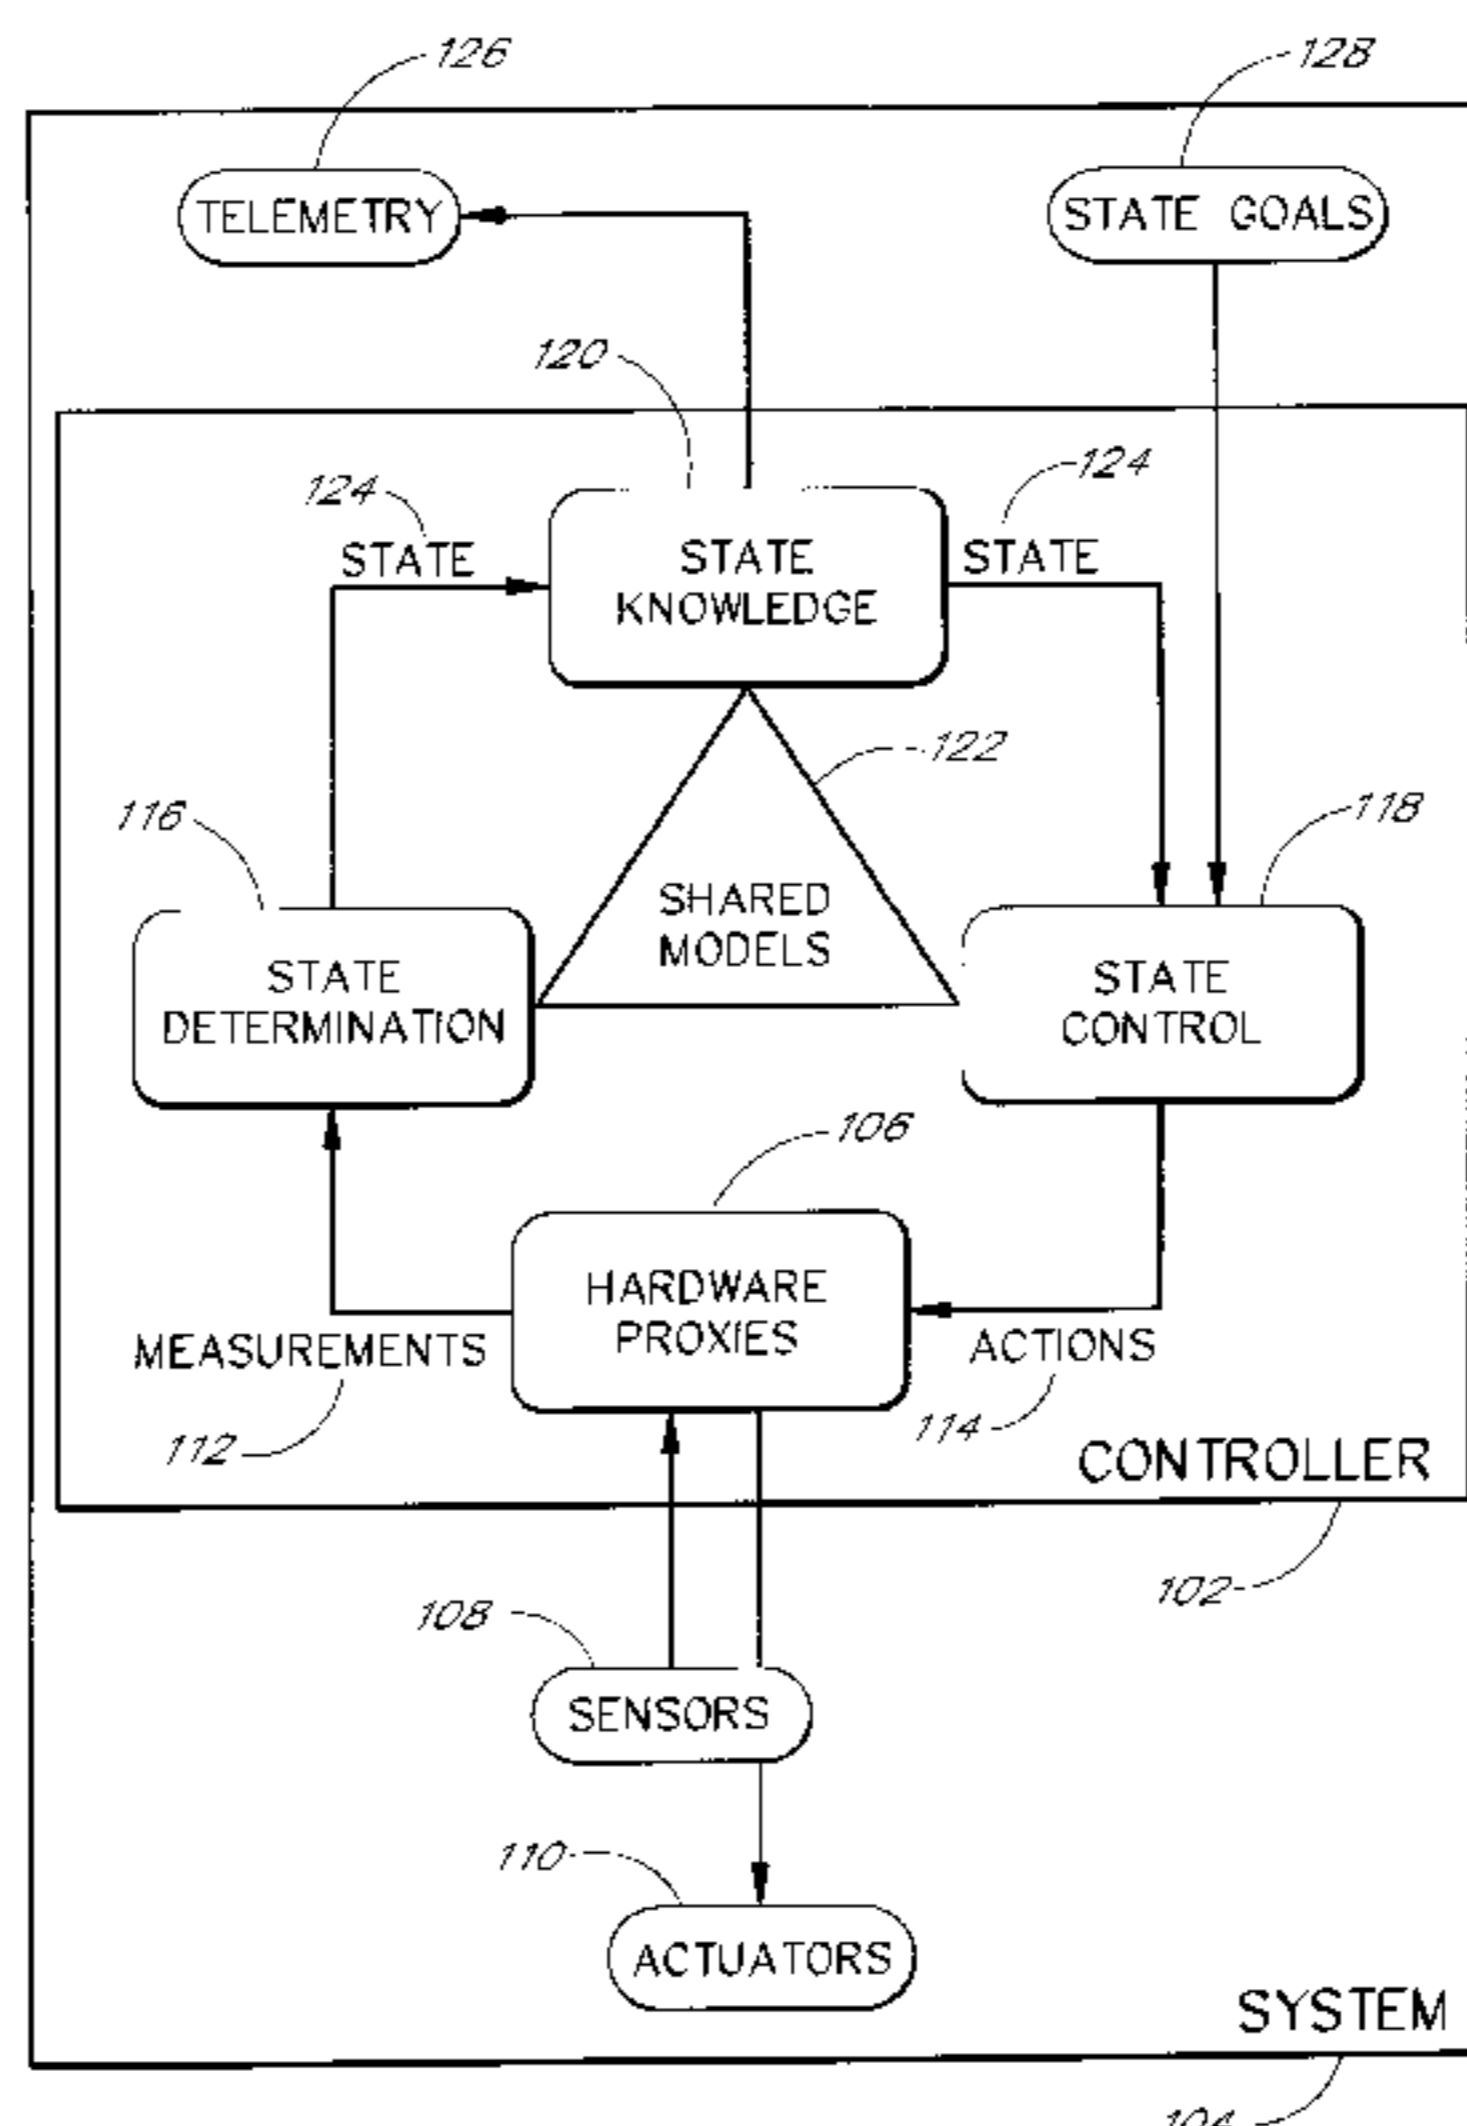 126
128
TELEMETRY
STATE GOALS
120
124
124
STATE
STATE
STATE
KNOWLEDGE
122
116
118
SHARED
MODELS
STATE
DETERMINATION
STATE
CONTROL
106
HARDWARE
PROXIES
MEASUREMENTS
ACTIONS
112
114
CONTROLLER
102
108
SENSORS
110
ACTUATORS
SYSTEM
104